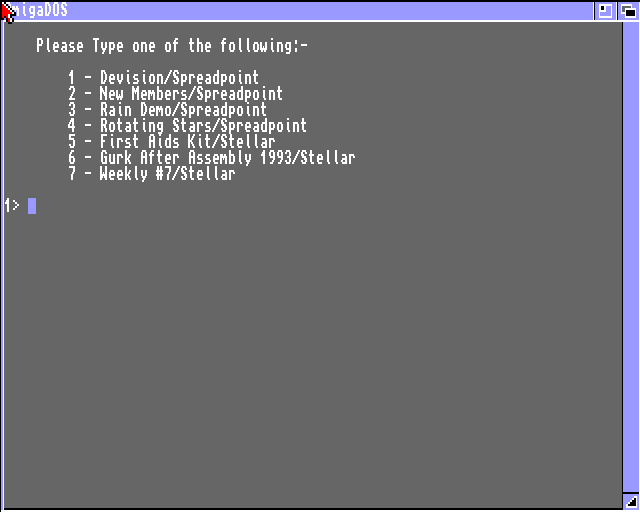 migaDOS
Please Type one of the following:-
1 - Devision/Spreadpoint
2 - New Members/Spreadpoint
3 - Rain Demo/Spreadpoint
4 - Rotating Stars/Spreadpoint
5 - First Aids Kit/Stellar
6 - Gurk After Assembly 1993/Stellar
7 - Weekly #7/Stellar
1>